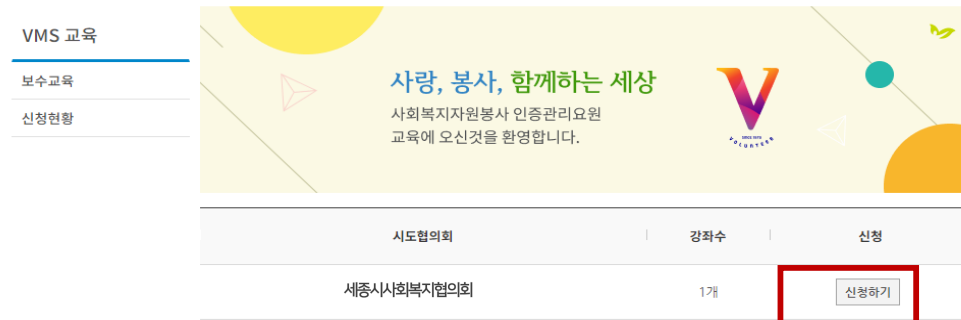 VMS 교육
보수교육
신청현황
사랑, 봉사, 함께하는 세상
사회복지자원봉사 인증관리요원
교육에 오신것을 환영합니다.
VOLUNTEER
시도협의회 강좌수 신청
세종시사회복지협의회 1개 신청하기